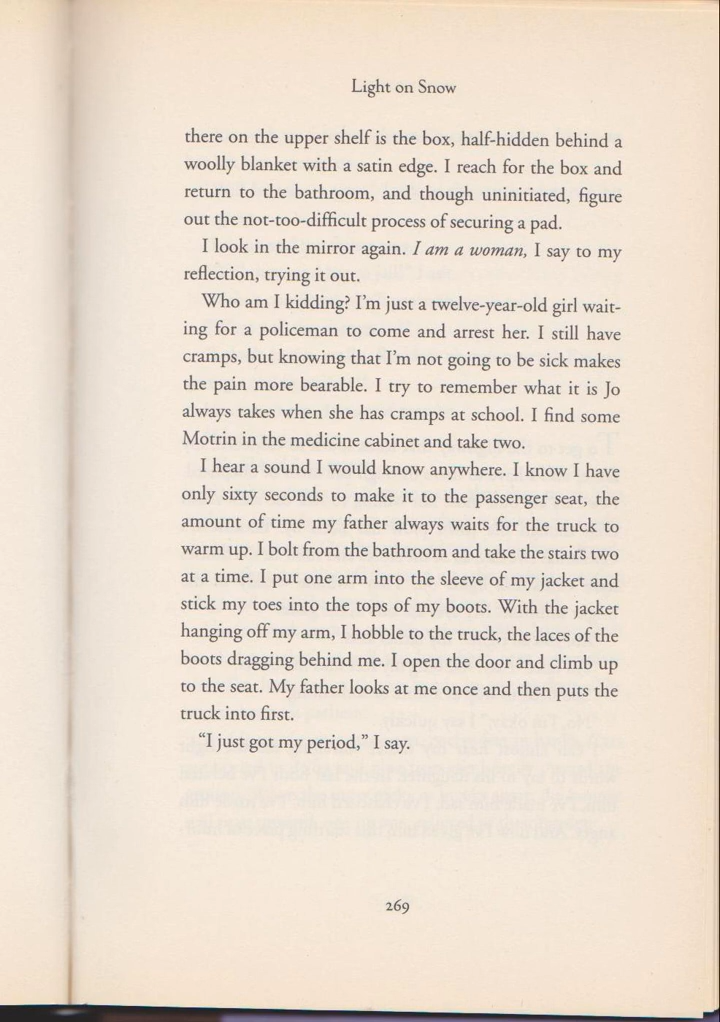 Light on Snow
there on the upper shelf is the box, half-hidden behind a
woolly blanket with a satin edge. I reach for the box and
return to the bathroom, and though uninitiated, figure
out the not-too-difficult process of securing a pad.
I look in the mirror again. I am a woman, I say to my
reflection, trying it out.
Who am I kidding? I'm just a twelve-year-old girl wait-
ing for a policeman to come and arrest her. I still have
cramps, but knowing that I'm not going to be sick makes
the pain more bearable. I try to remember what it is Jo
always takes when she has cramps at school. I find some
Motrin in the medicine cabinet and take two.
I hear a sound I would know anywhere. I know I have
only sixty seconds to make it to the passenger seat, the
amount of time my father always waits for the truck to
warm up. I bolt from the bathroom and take the stairs two
at a time. I put one arm into the sleeve of my jacket and
stick my toes into the tops of my boots. With the jacket
hanging off my arm, I hobble to the truck, the laces of the
boots dragging behind me. I open the door and climb up
to the seat. My father looks at me once and then puts the
truck into first.
“I just got my period,” I say.
269